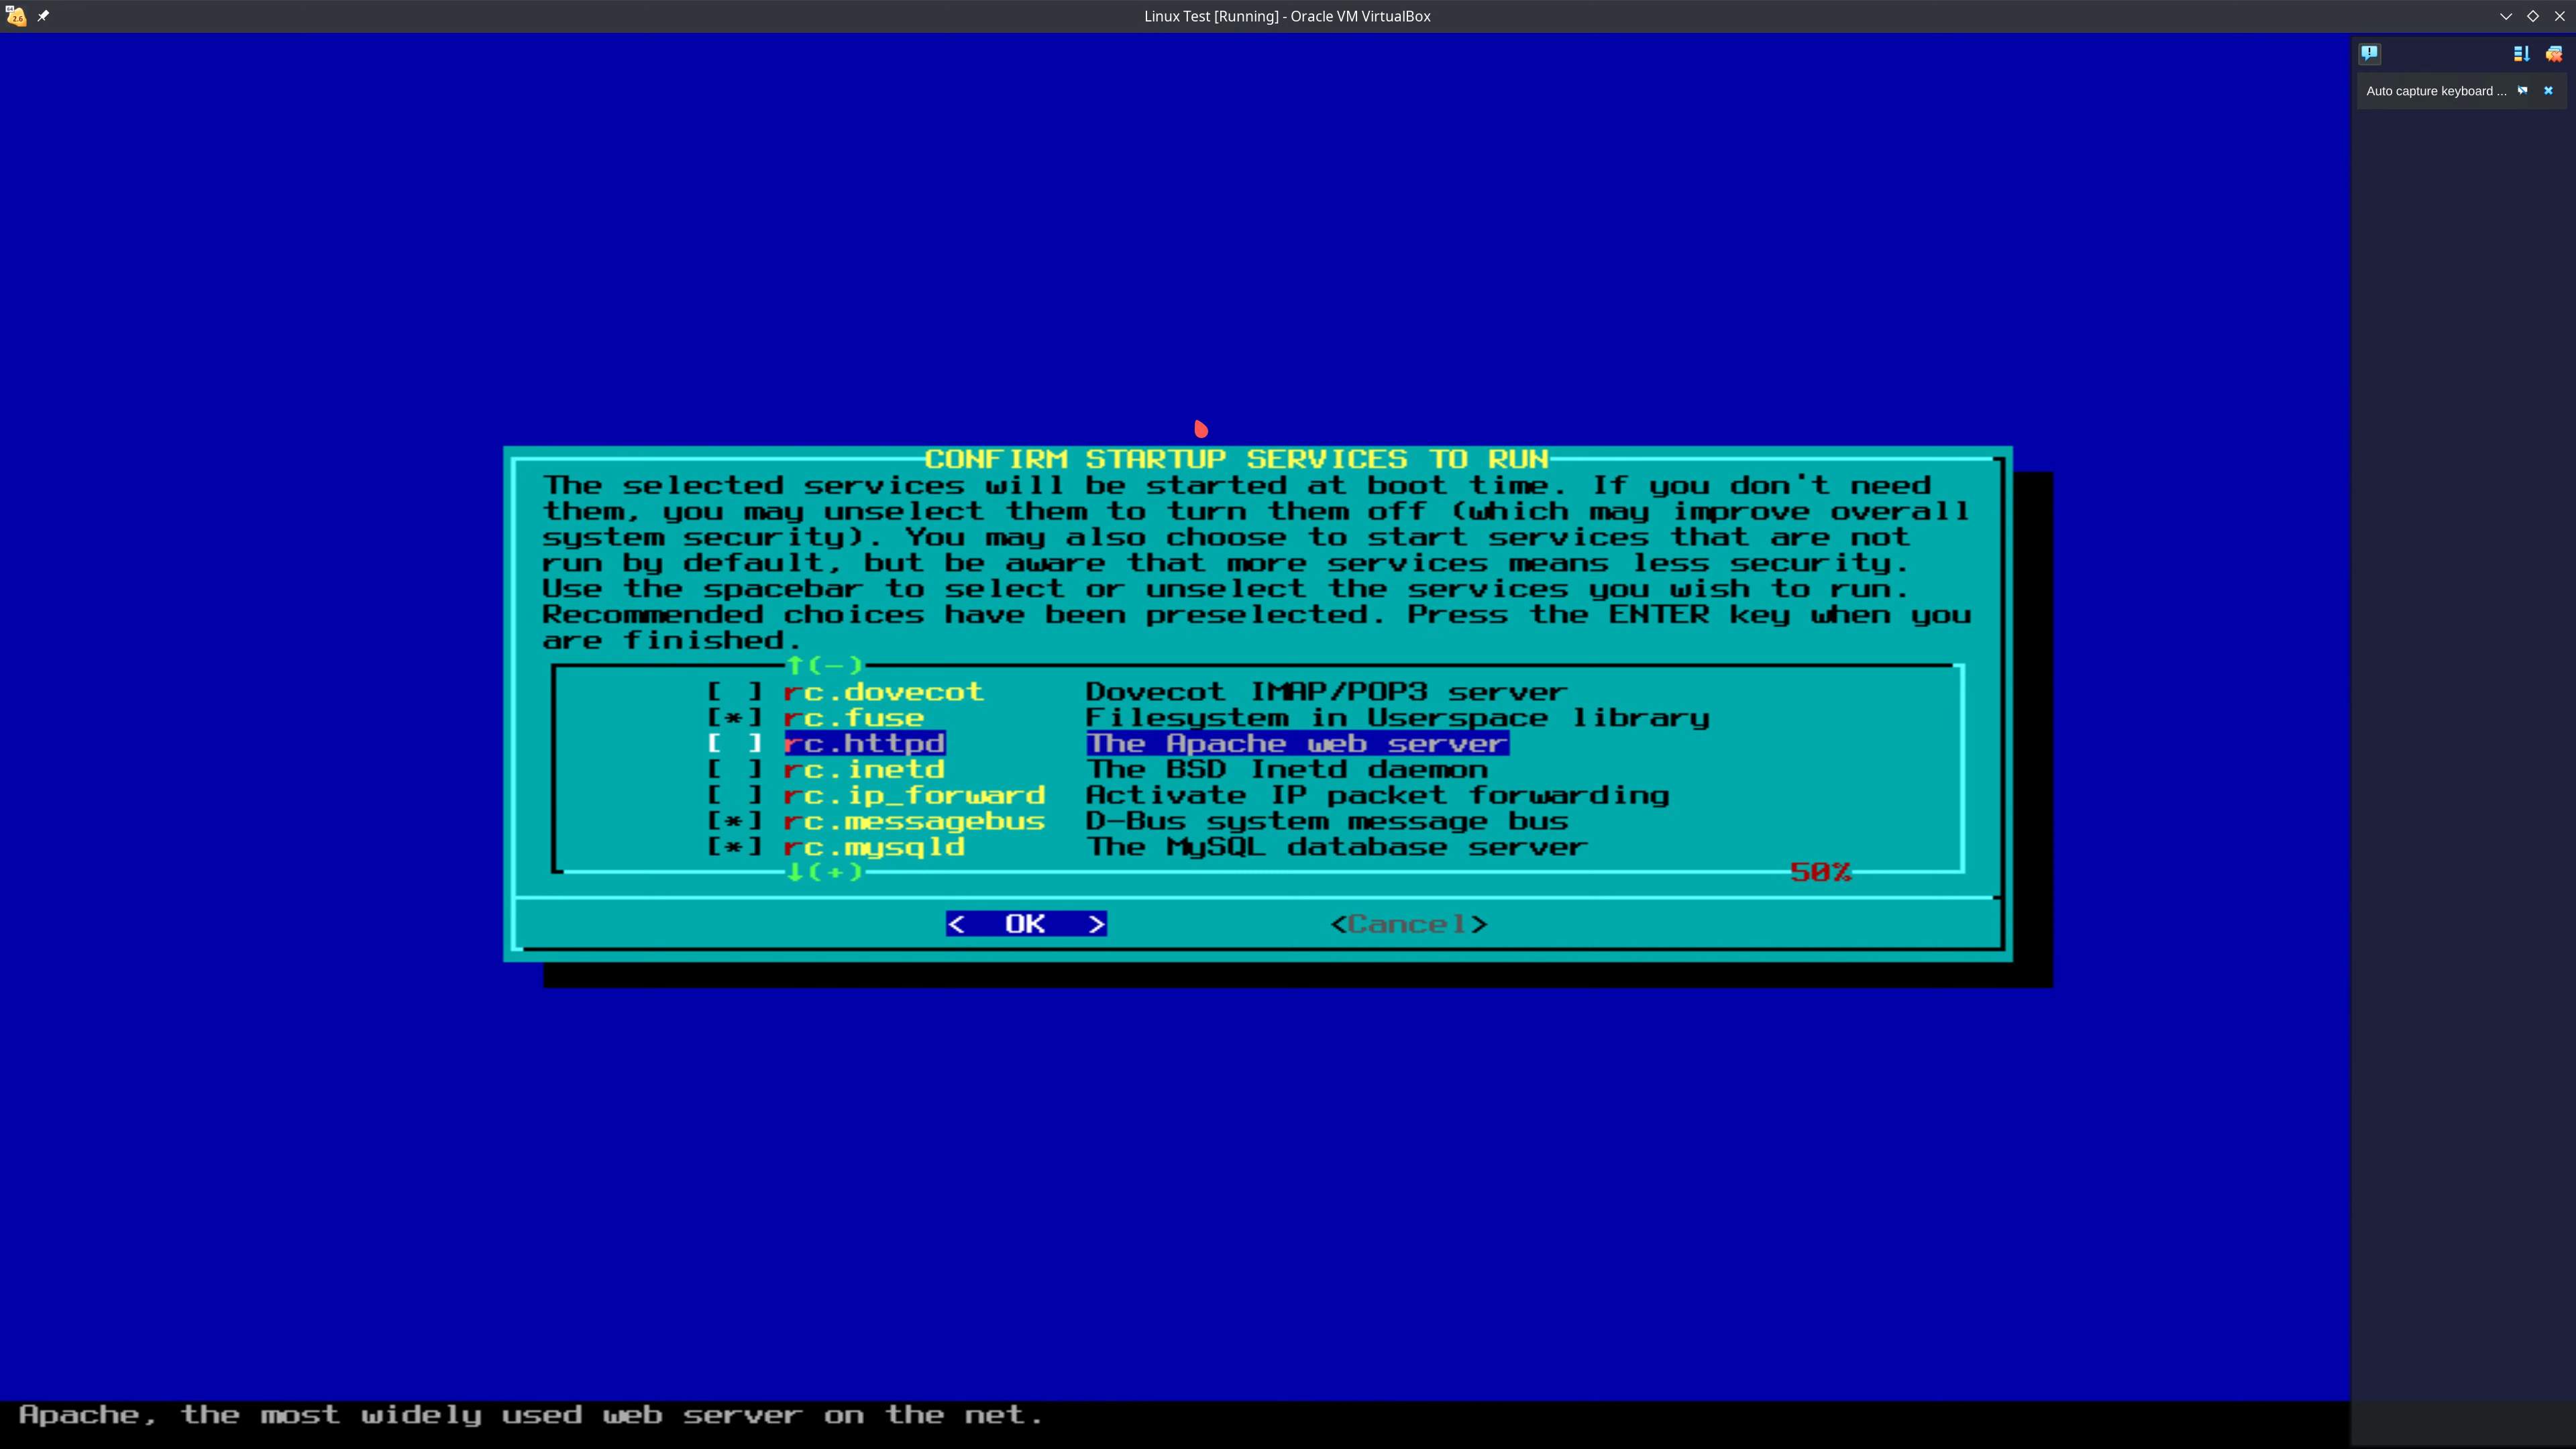 Linux Test [Running] - Oracle VM VirtualBox
Auto capture keyboard ...
CONFIRM STARTUP SERVICES TO RUN
The selected services will be started at boot time. If you don't need
them, you may unselect them to turn them off (which may improve overall
system security). You may also choose to start services that are not
run by default, but be aware that more services means less security.
Use the spacebar to select or unselect the services you wish to run.
Recommended choices have been preselected. Press the ENTER key when you
are finished.
↑(-)
[ ] rc.dovecot Dovecot IMAP/POP3 server
[*] rc.fuse Filesystem in Userspace library
[ ] rc.httpd The Apache web server
[ ] rc.inetd The BSD Inetd daemon
[ ] rc.ip_forward Activate IP packet forwarding
[*] rc.messagebus D-Bus system message bus
[*] rc.mysqld The MySQL database server
↓(+) 50%
< OK > <Cancel>
Apache, the most widely used web server on the net.